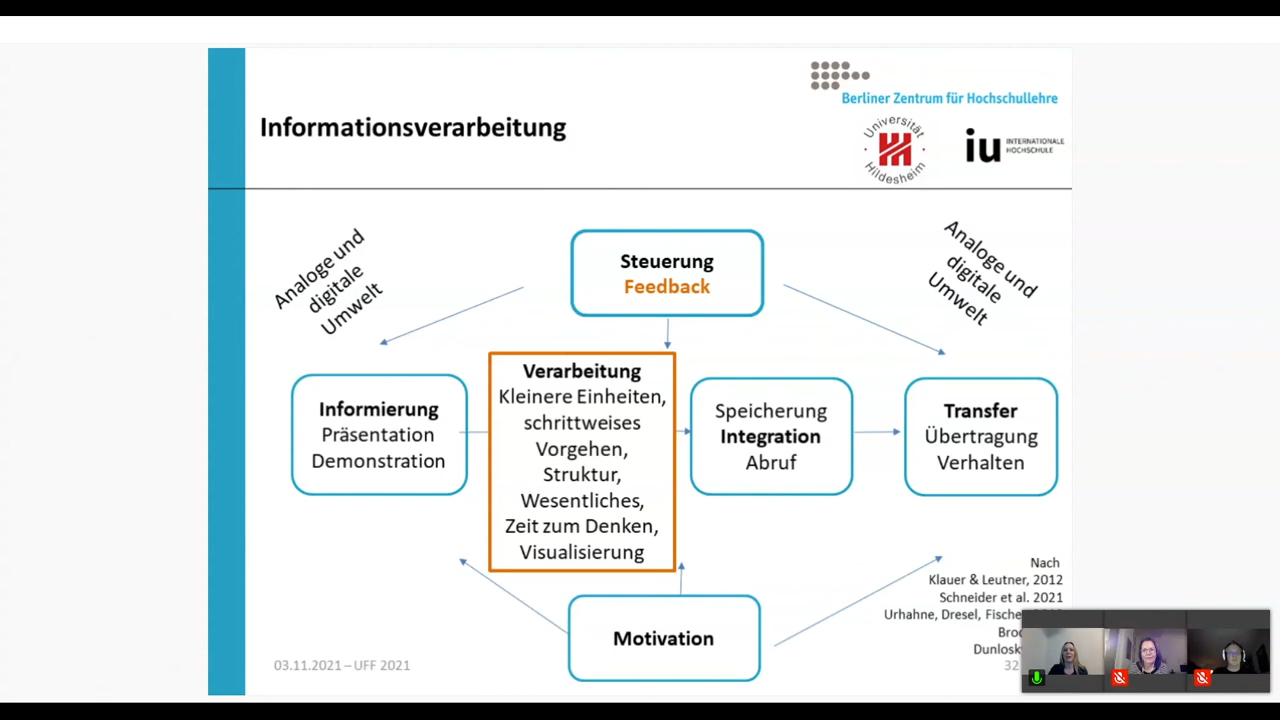 Berliner Zentrum für Hochschullehre
Informationsverarbeitung
Universität
Hildesheim
iu INTERNATIONALE
HOCHSCHULE
Analoge und
digitale
Umwelt
Steuerung
Feedback
Analoge und
digitale
Umwelt
Informierung
Präsentation
Demonstration
Verarbeitung
Kleinere Einheiten,
schrittweises
Vorgehen,
Struktur,
Wesentliches,
Zeit zum Denken,
Visualisierung
Speicherung
Integration
Abruf
Transfer
Übertragung
Verhalten
Motivation
Nach
Klauer & Leutner, 2012
Schneider et al. 2021
Urhahne, Dresel,
03.11.2021 – UFF 2021
32